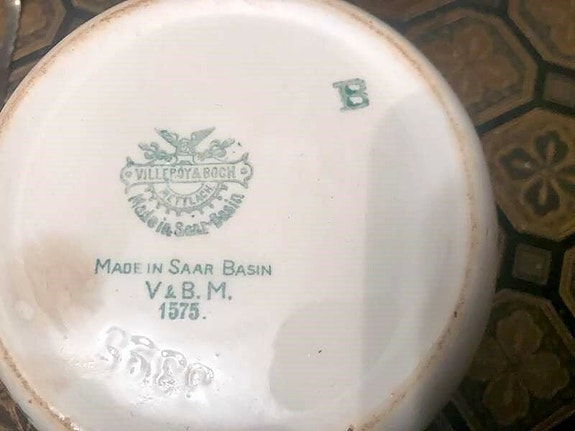 B
VILLEROY & BOCH
METTLACH
Made in Saar-Basin
MADE IN SAAR BASIN
V & B. M.
1575.